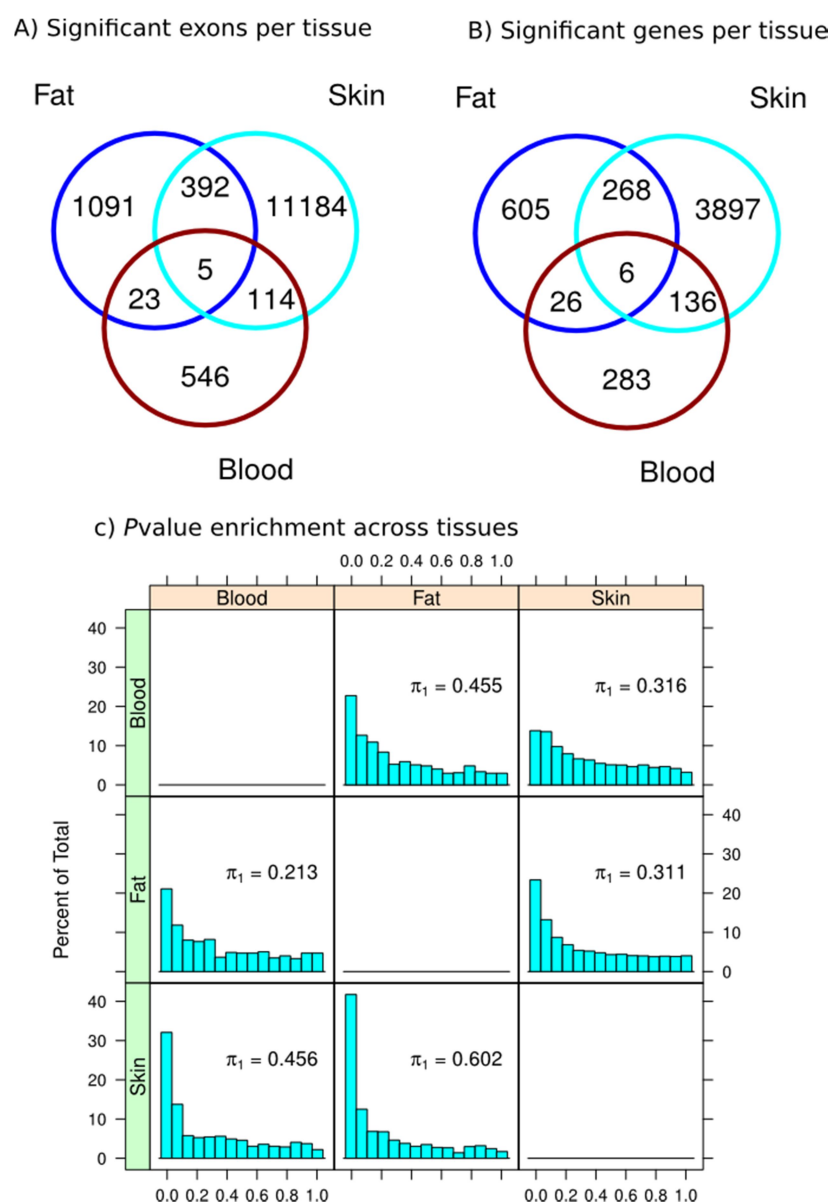 A) Significant exons per tissue
B) Significant genes per tissue
Fat
Skin
Fat
Skin
1091
392
11184
5
23
114
546
Blood
605
268
3897
6
26
136
283
Blood
c) Pvalue enrichment across tissues
0.0 0.2 0.4 0.6 0.8 1.0
Blood
Fat
Skin
Percent of Total
Blood
40
30
20
10
0
π1 = 0.455
π1 = 0.316
Fat
π1 = 0.213
π1 = 0.311
40
30
20
10
0
Skin
40
30
20
10
0
π1 = 0.456
π1 = 0.602
0.0 0.2 0.4 0.6 0.8 1.0
0.0 0.2 0.4 0.6 0.8 1.0